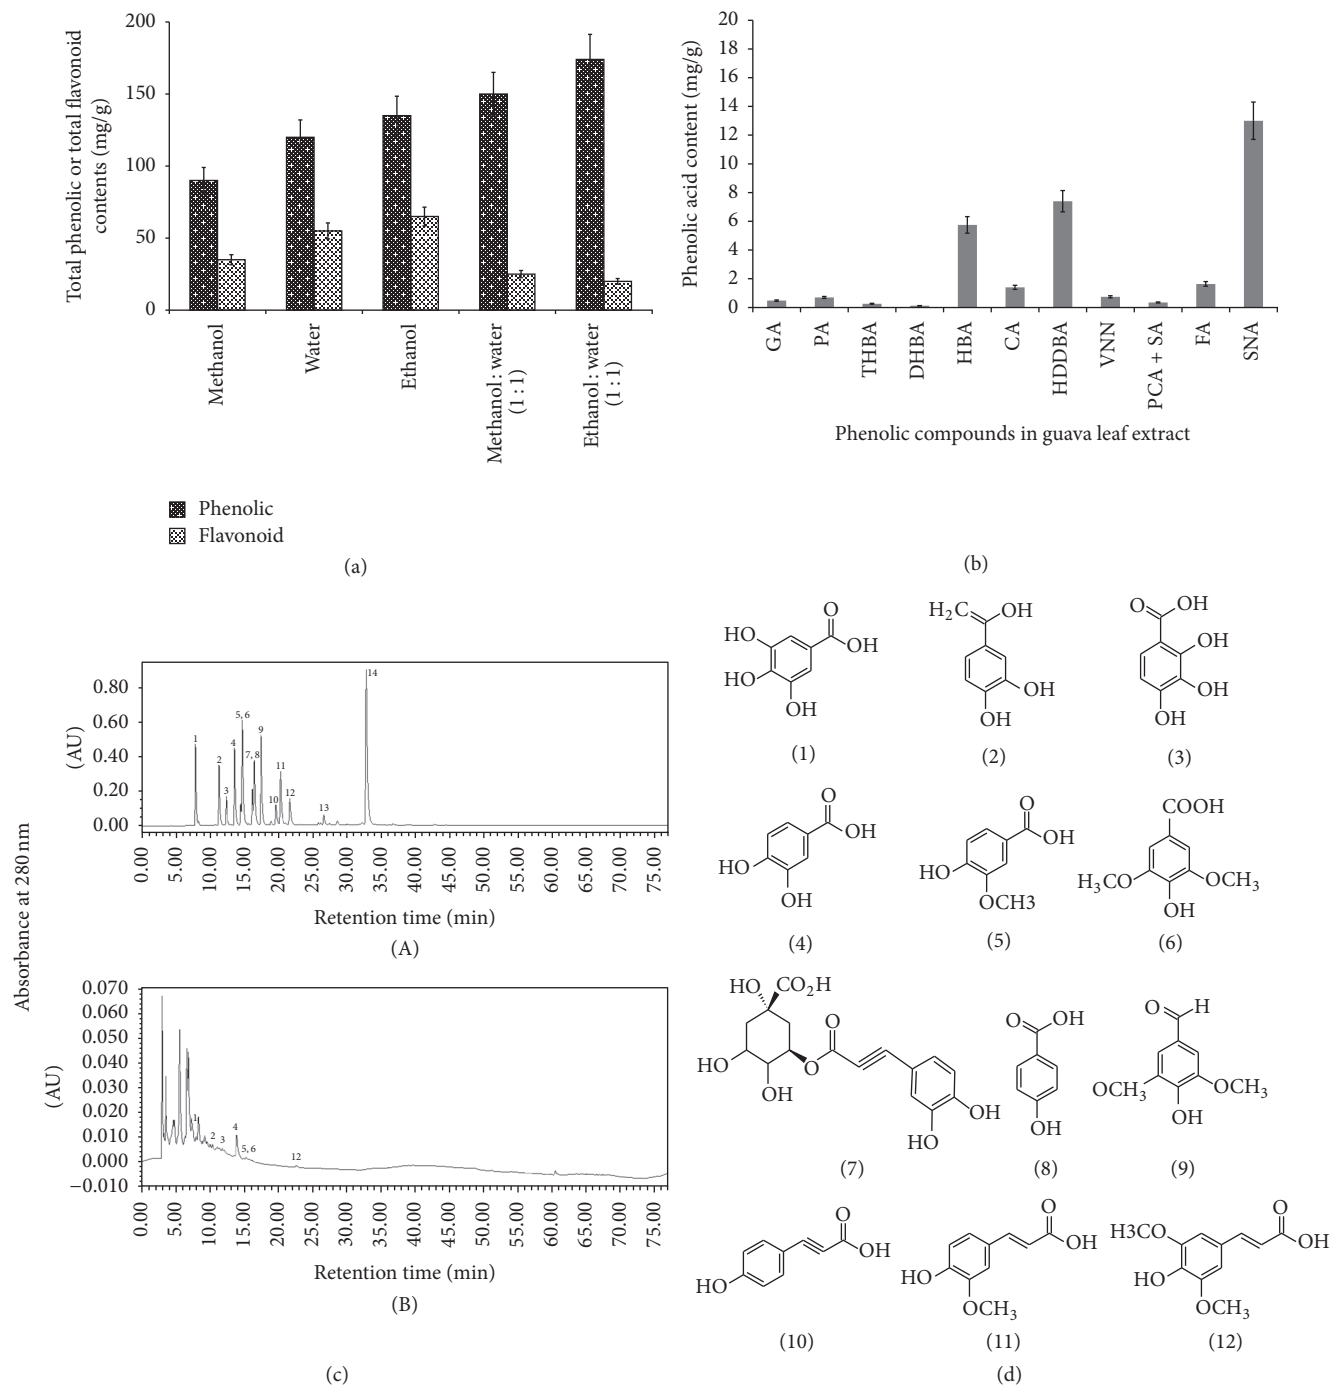 200
150
100
50
0
Total phenolic or total flavonoid
contents (mg/g)
Methanol
Water
Ethanol
Methanol : water
(1 : 1)
Ethanol : water
(1 : 1)
Phenolic
Flavonoid
(a)
20
18
16
14
12
10
8
6
4
2
0
Phenolic acid content (mg/g)
GA
PA
THBA
DHBA
HBA
CA
HDDBA
VNN
PCA + SA
FA
SNA
Phenolic compounds in guava leaf extract
(b)
Absorbance at 280 nm
(AU)
0.80
0.60
0.40
0.20
0.00
1
2
3
4
5, 6
7, 8
9
10
11
12
13
14
0.00
5.00
10.00
15.00
20.00
25.00
30.00
35.00
40.00
45.00
50.00
55.00
60.00
65.00
70.00
75.00
Retention time (min)
(A)
(AU)
0.070
0.060
0.050
0.040
0.030
0.020
0.010
0.000
−0.010
1
2
3
4
5, 6
12
0.00
5.00
10.00
15.00
20.00
25.00
30.00
35.00
40.00
45.00
50.00
55.00
60.00
65.00
70.00
75.00
Retention time (min)
(B)
(c)
O
HO
OH
HO
OH
(1)
H₂C
OH
OH
OH
(2)
O
OH
OH
OH
OH
(3)
O
OH
HO
OH
(4)
O
OH
HO
OCH3
(5)
COOH
H₃CO
OCH₃
OH
(6)
HO
CO₂H
O
HO
O
OH
OH
HO
(7)
O
OH
OH
(8)
O
H
OCH₃
OCH₃
OH
(9)
O
OH
HO
(10)
O
OH
HO
OCH₃
(11)
H3CO
O
OH
HO
OCH₃
(12)
(d)